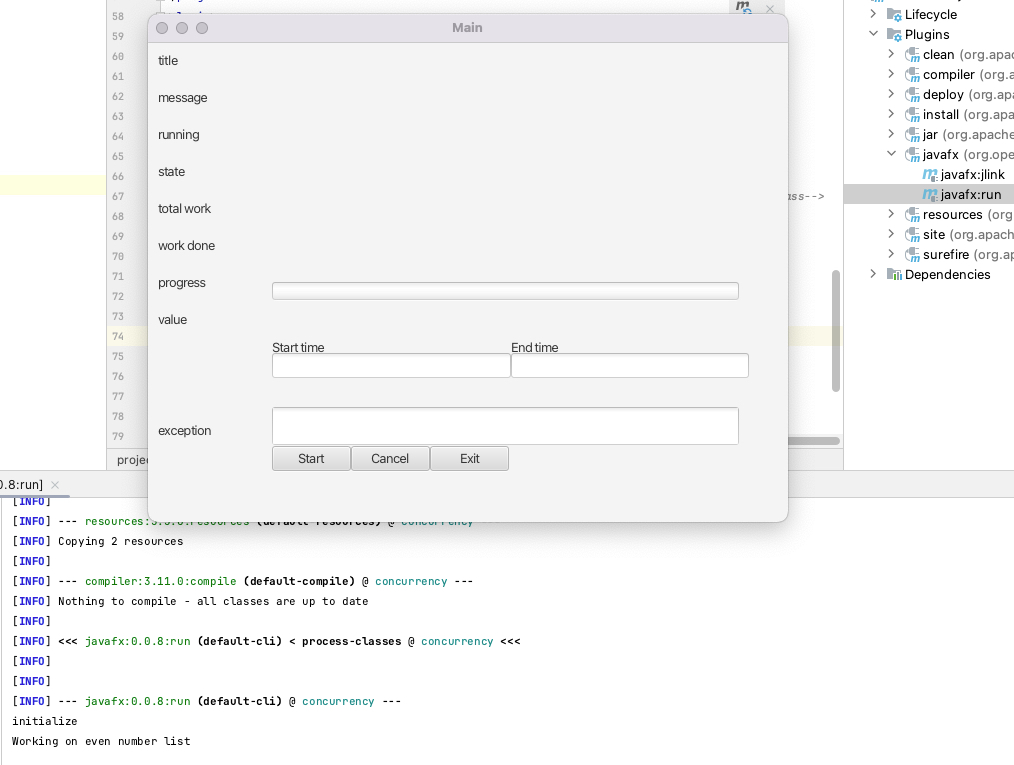 58
59
60
61
62
63
64
65
66
67
68
69
70
71
72
73
74
75
76
77
78
79
Main
title
message
running
state
total work
work done
progress
value
Start time End time
exception
Start Cancel Exit
ass-->
Lifecycle
Plugins
clean (org.apac
compiler (org.a
deploy (org.ap
install (org.apa
jar (org.apache
javafx (org.ope
javafx:jlink
javafx:run
resources (org
site (org.apach
surefire (org.a
Dependencies
projec
0.8:run]
[INFO]
[INFO] --- resources:3.3.0:resources (default-resources) @ concurrency ---
[INFO] Copying 2 resources
[INFO]
[INFO] --- compiler:3.11.0:compile (default-compile) @ concurrency ---
[INFO] Nothing to compile - all classes are up to date
[INFO]
[INFO] <<< javafx:0.0.8:run (default-cli) < process-classes @ concurrency <<<
[INFO]
[INFO]
[INFO] --- javafx:0.0.8:run (default-cli) @ concurrency ---
initialize
Working on even number list